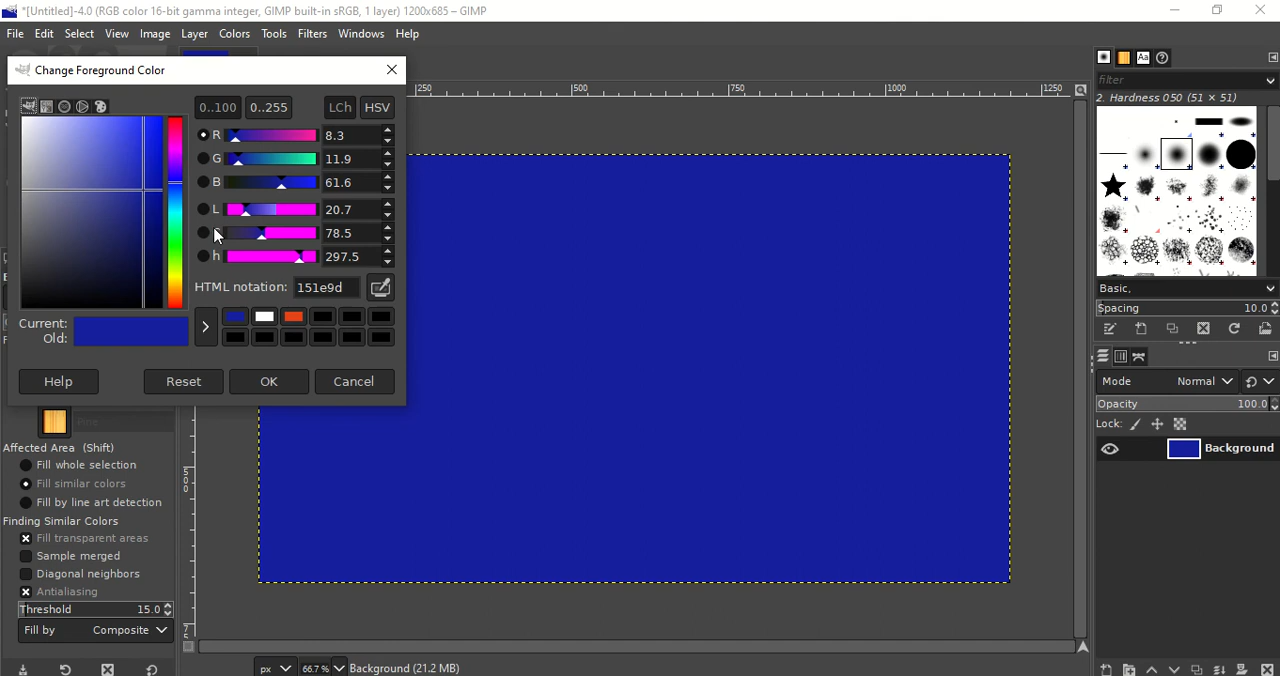 *[Untitled]-4.0 (RGB color 16-bit gamma integer, GIMP built-in sRGB, 1 layer) 1200x685 – GIMP
File Edit Select View Image Layer Colors Tools Filters Windows Help
Change Foreground Color
0..100 0..255 LCh HSV
R 8.3
G 11.9
B 61.6
L 20.7
78.5
h 297.5
HTML notation: 151e9d
Current:
Old:
Help Reset OK Cancel
Affected Area (Shift)
Fill whole selection
Fill similar colors
Fill by line art detection
Finding Similar Colors
Fill transparent areas
Sample merged
Diagonal neighbors
Antialiasing
Threshold 15.0
Fill by Composite
250 500 750 1000 1250
500
px 66.7 % Background (21.2 MB)
Aa
filter
2. Hardness 050 (51 × 51)
Basic,
Spacing 10.0
Mode Normal
Opacity 100.0
Lock:
Background